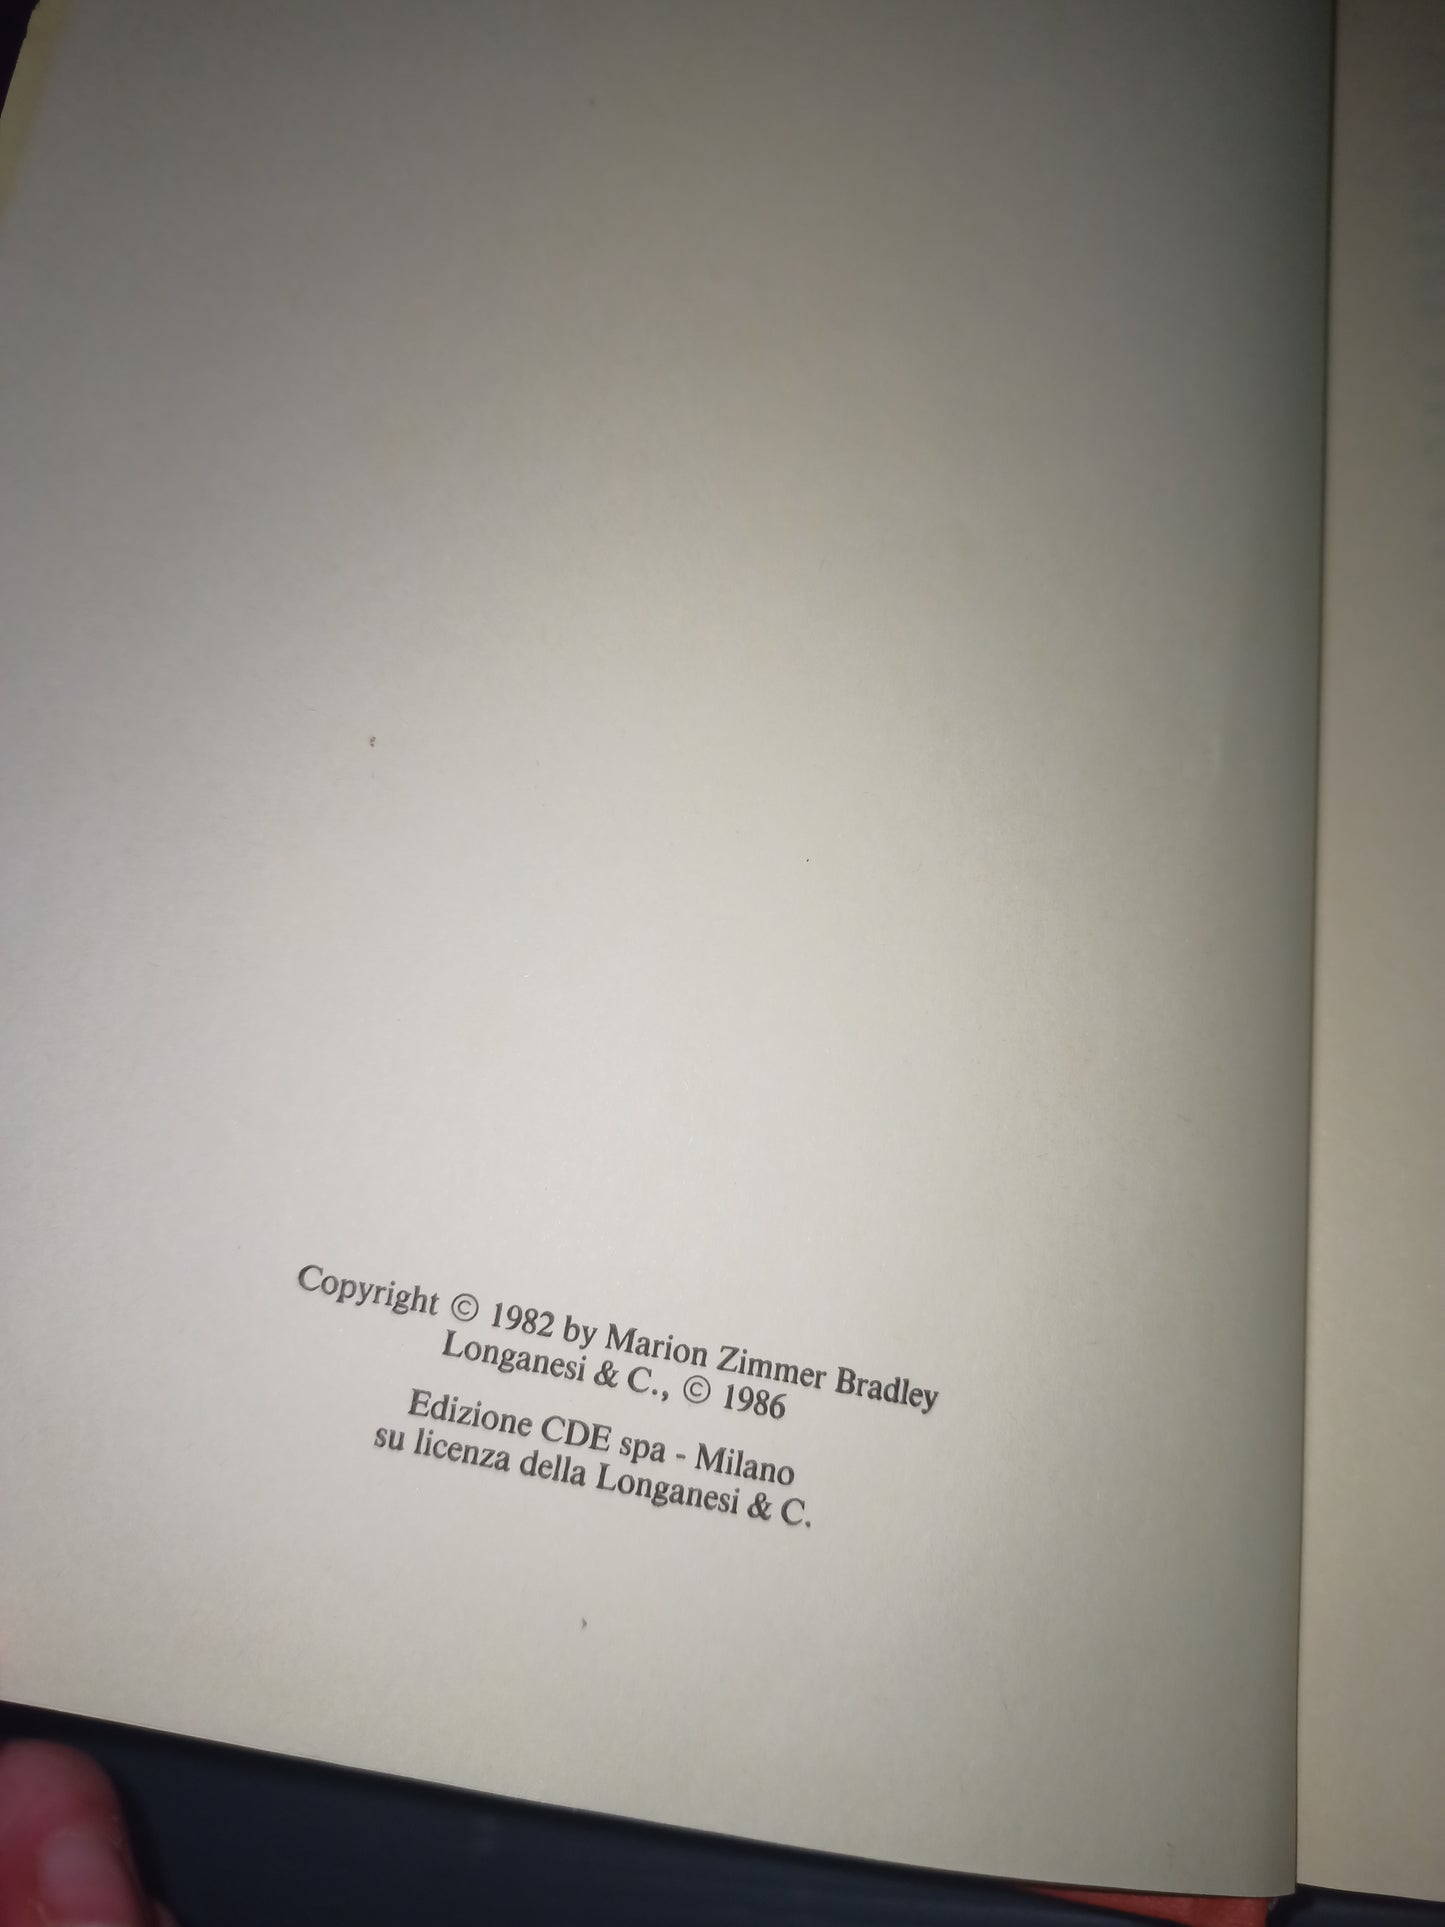 Copyright © 1982 by Marion Zimmer Bradley
Longanesi & C., © 1986
Edizione CDE spa - Milano
su licenza della Longanesi & C.